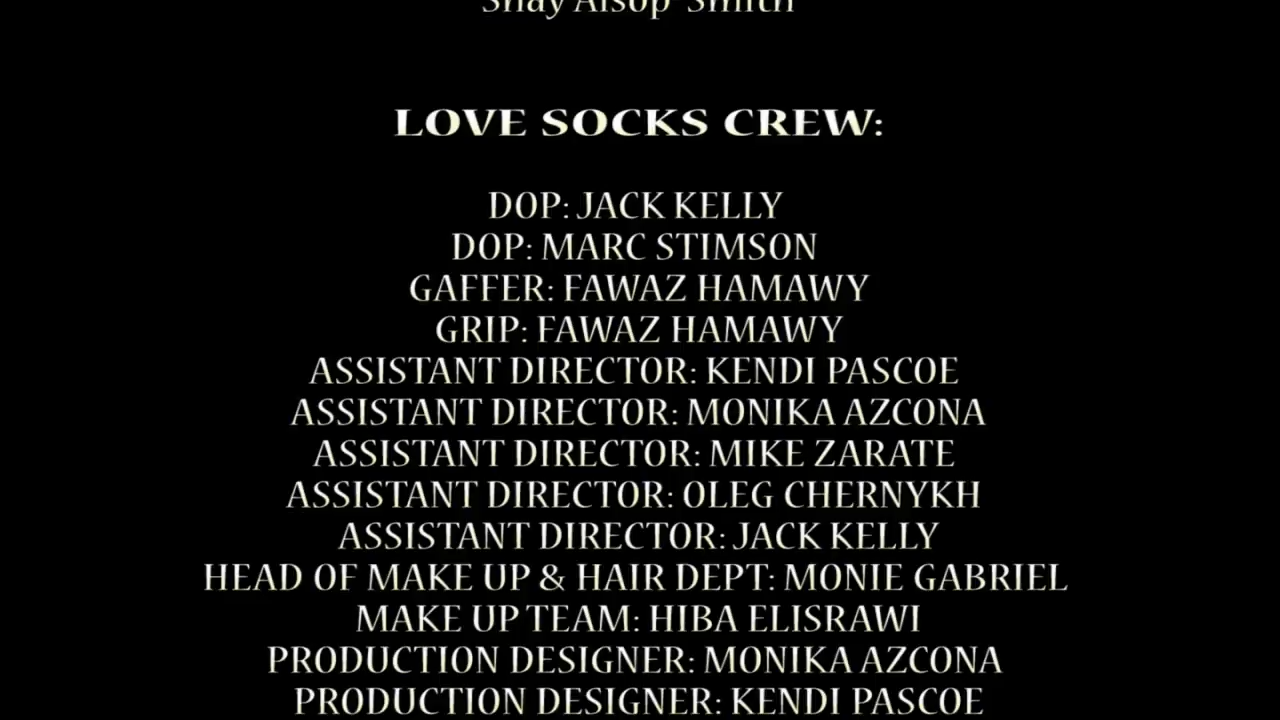 Shay Alsop-Smith
LOVE SOCKS CREW:
DOP: JACK KELLY
DOP: MARC STIMSON
GAFFER: FAWAZ HAMAWY
GRIP: FAWAZ HAMAWY
ASSISTANT DIRECTOR: KENDI PASCOE
ASSISTANT DIRECTOR: MONIKA AZCONA
ASSISTANT DIRECTOR: MIKE ZARATE
ASSISTANT DIRECTOR: OLEG CHERNYKH
ASSISTANT DIRECTOR: JACK KELLY
HEAD OF MAKE UP & HAIR DEPT: MONIE GABRIEL
MAKE UP TEAM: HIBA ELISRAWI
PRODUCTION DESIGNER: MONIKA AZCONA
PRODUCTION DESIGNER: KENDI PASCOE